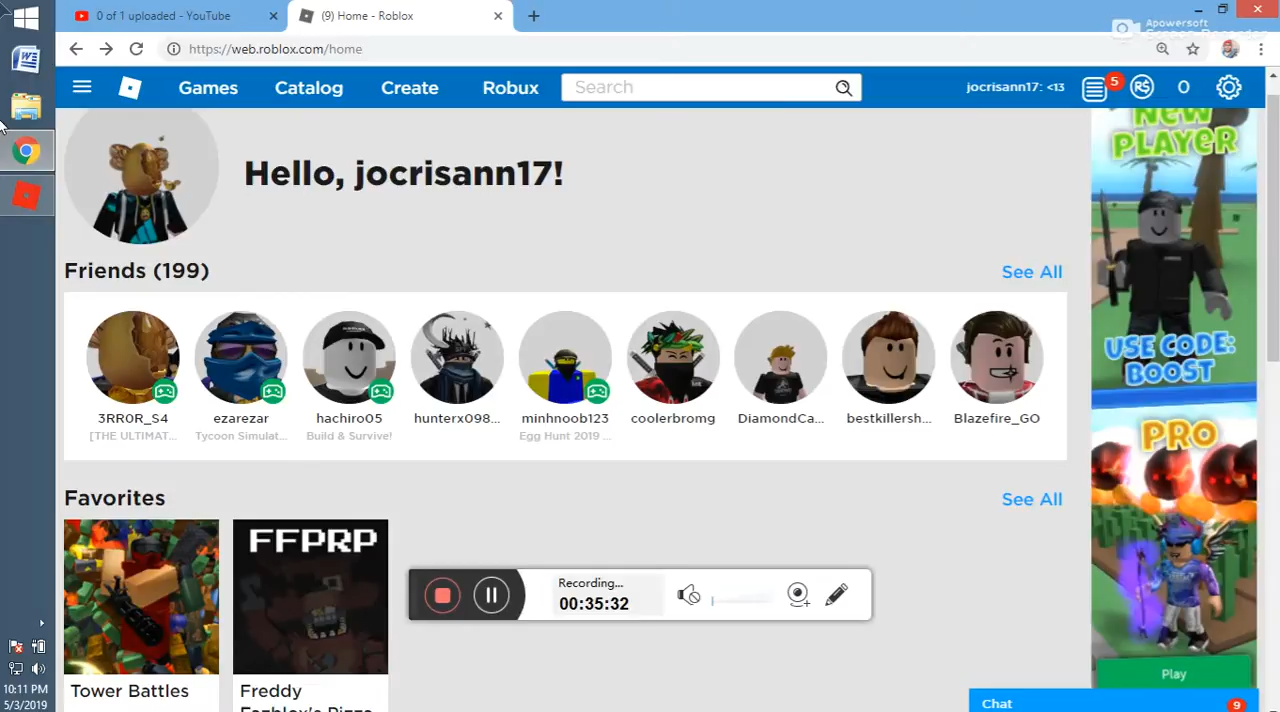 0 of 1 uploaded - YouTube
(9) Home - Roblox
Apowersoft
Screen Recorder
https://web.roblox.com/home
Games
Catalog
Create
Robux
Search
jocrisann17: <13
5
R$
0
Hello, jocrisann17!
Friends (199)
See All
3RR0R_S4
ezarezar
hachiro05
hunterx098...
minhnoob123
coolerbromg
DiamondCa...
bestkillersh...
Blazefire_GO
[THE ULTIMAT...
Tycoon Simulat...
Build & Survive!
Egg Hunt 2019 ...
Favorites
See All
FFPRP
Tower Battles
Freddy
Recording...
00:35:32
NEW
PLAYER
USE CODE:
BOOST
PRO
Play
Chat
9
10:11 PM
5/3/2019